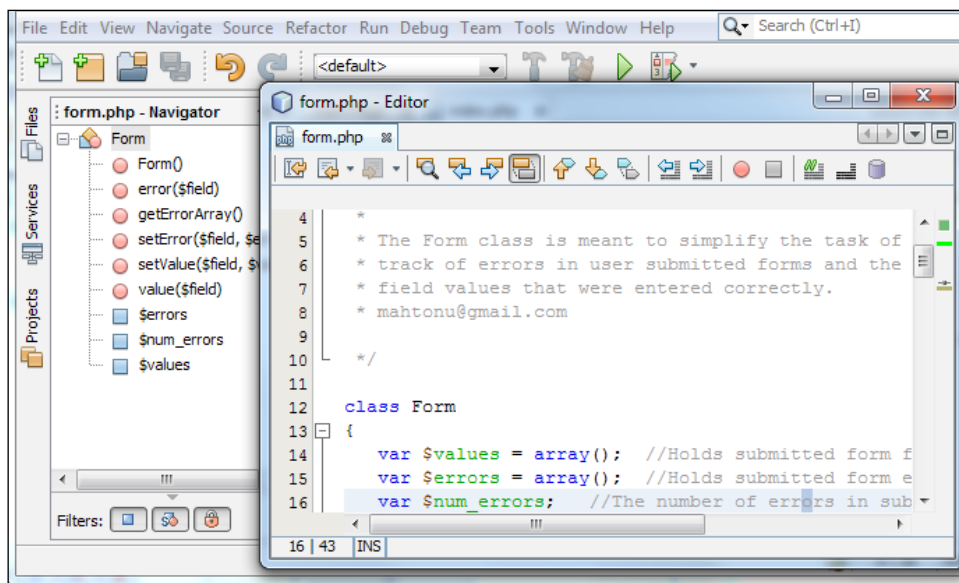 File Edit View Navigate Source Refactor Run Debug Team Tools Window Help
Search (Ctrl+I)
<default>
Files
Services
Projects
form.php - Navigator
Form
Form()
error($field)
getErrorArray()
setError($field, $e
setValue($field, $v
value($field)
$errors
$num_errors
$values
Filters:
form.php - Editor
form.php
4 *
5 * The Form class is meant to simplify the task of
6 * track of errors in user submitted forms and the
7 * field values that were entered correctly.
8 * mahtonu@gmail.com
9
10 */
11
12 class Form
13 {
14 var $values = array(); //Holds submitted form f
15 var $errors = array(); //Holds submitted form e
16 var $num_errors; //The number of errors in sub
16 | 43 INS